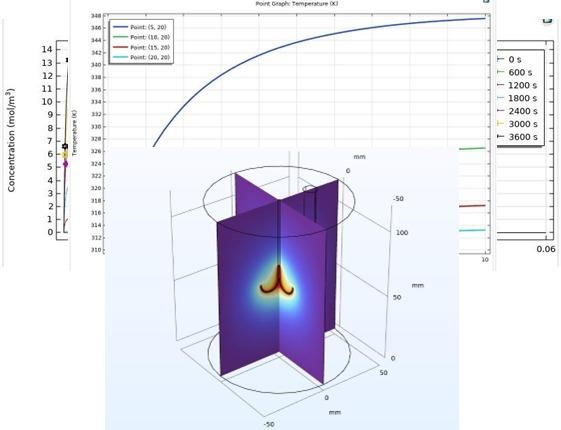 Point Graph: Temperature (K)
Point: (5, 20)
Point: (10, 20)
Point: (15, 20)
Point: (20, 20)
348
346
344
342
340
338
336
334
332
330
328
326
324
322
320
318
316
314
312
310
Temperature (K)
10
Concentration (mol/m³)
14
13
12
11
10
9
8
7
6
5
4
3
2
1
0
0 s
600 s
1200 s
1800 s
2400 s
3000 s
3600 s
0.06
mm
0
-50
100
mm
50
0
50
0
mm
-50